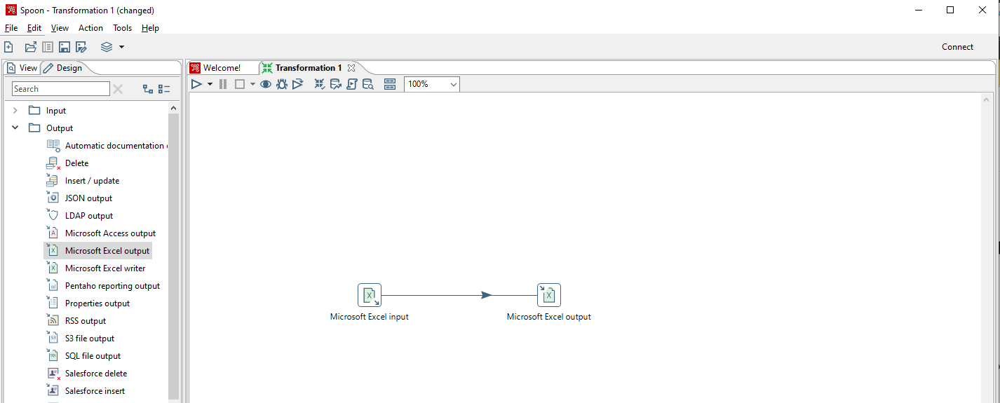 Spoon - Transformation 1 (changed)
File Edit View Action Tools Help
Connect
View Design
Welcome! Transformation 1
Search
100%
Input
Output
Automatic documentation
Delete
Insert / update
JSON output
LDAP output
Microsoft Access output
Microsoft Excel output
Microsoft Excel writer
Pentaho reporting output
Properties output
RSS output
S3 file output
SQL file output
Salesforce delete
Salesforce insert
Microsoft Excel input
Microsoft Excel output